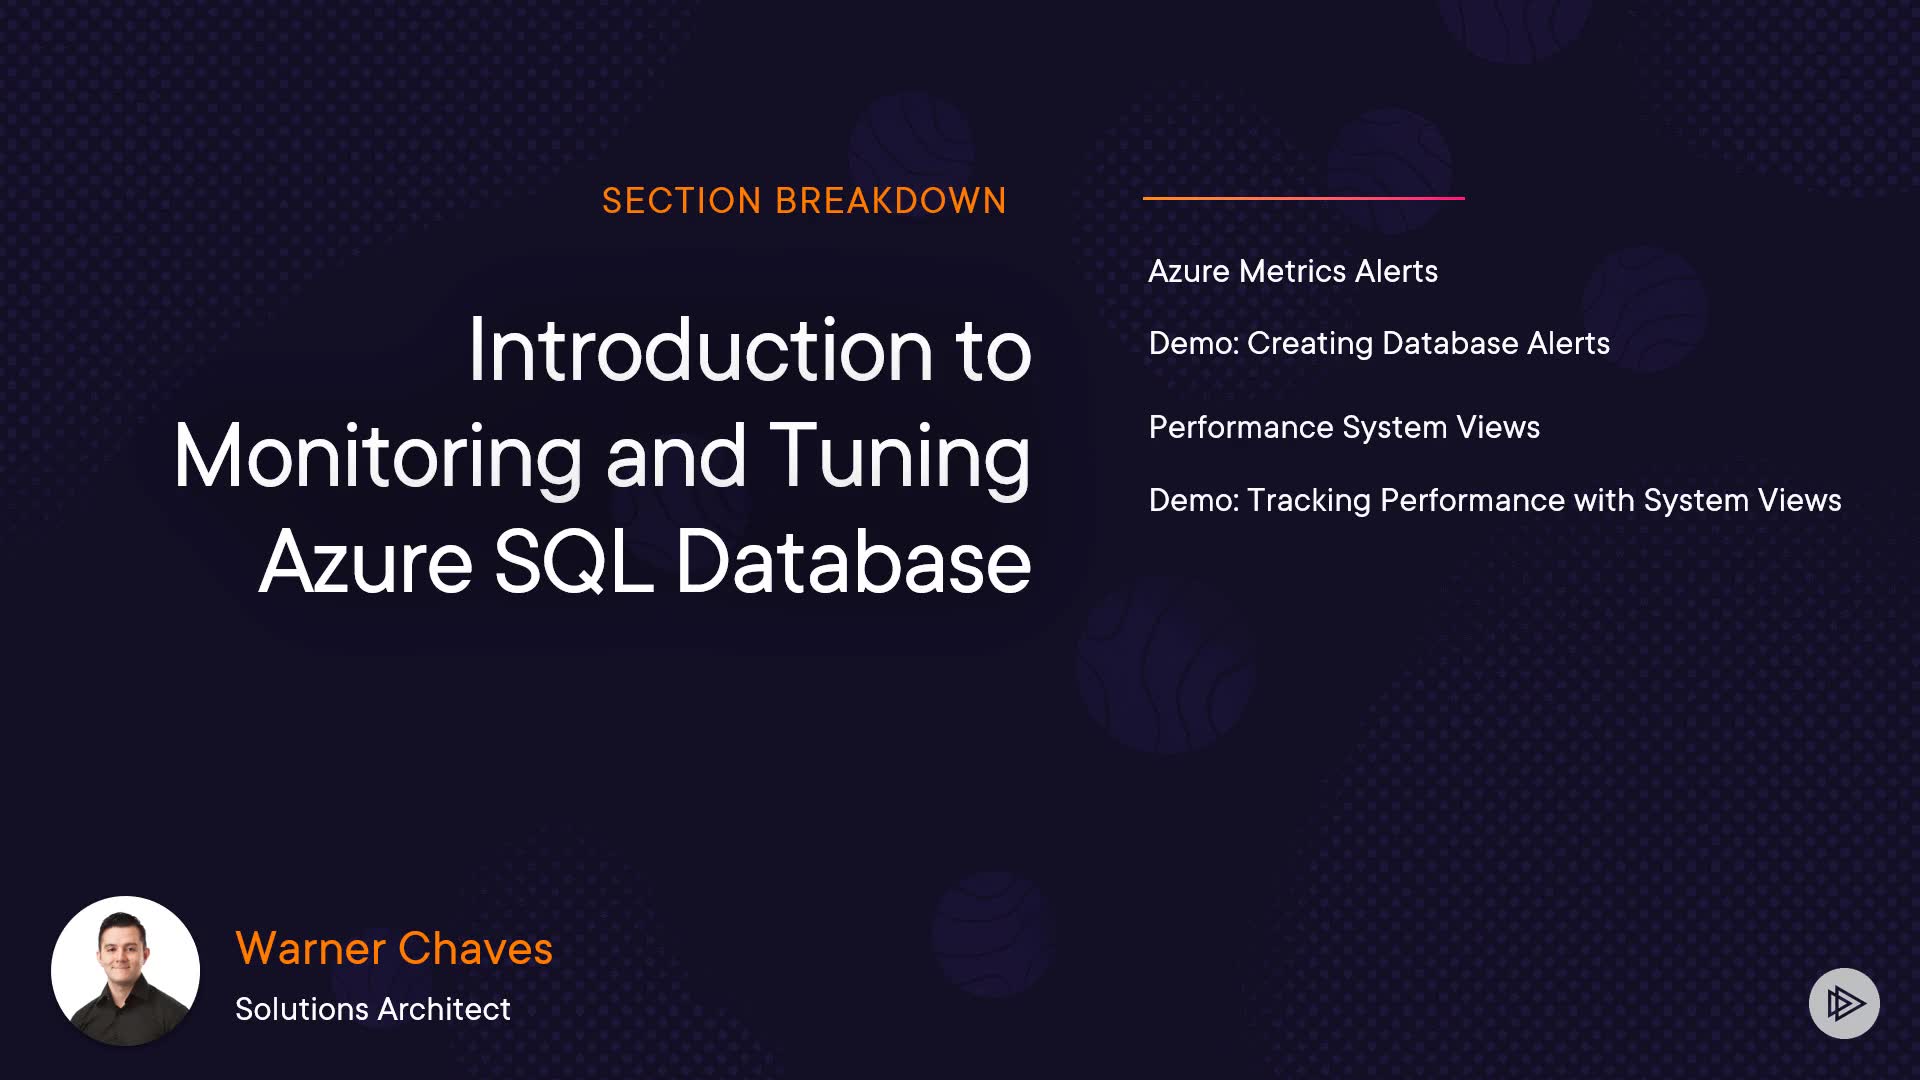 SECTION BREAKDOWN
Introduction to
Monitoring and Tuning
Azure SQL Database
Azure Metrics Alerts
Demo: Creating Database Alerts
Performance System Views
Demo: Tracking Performance with System Views
Warner Chaves
Solutions Architect